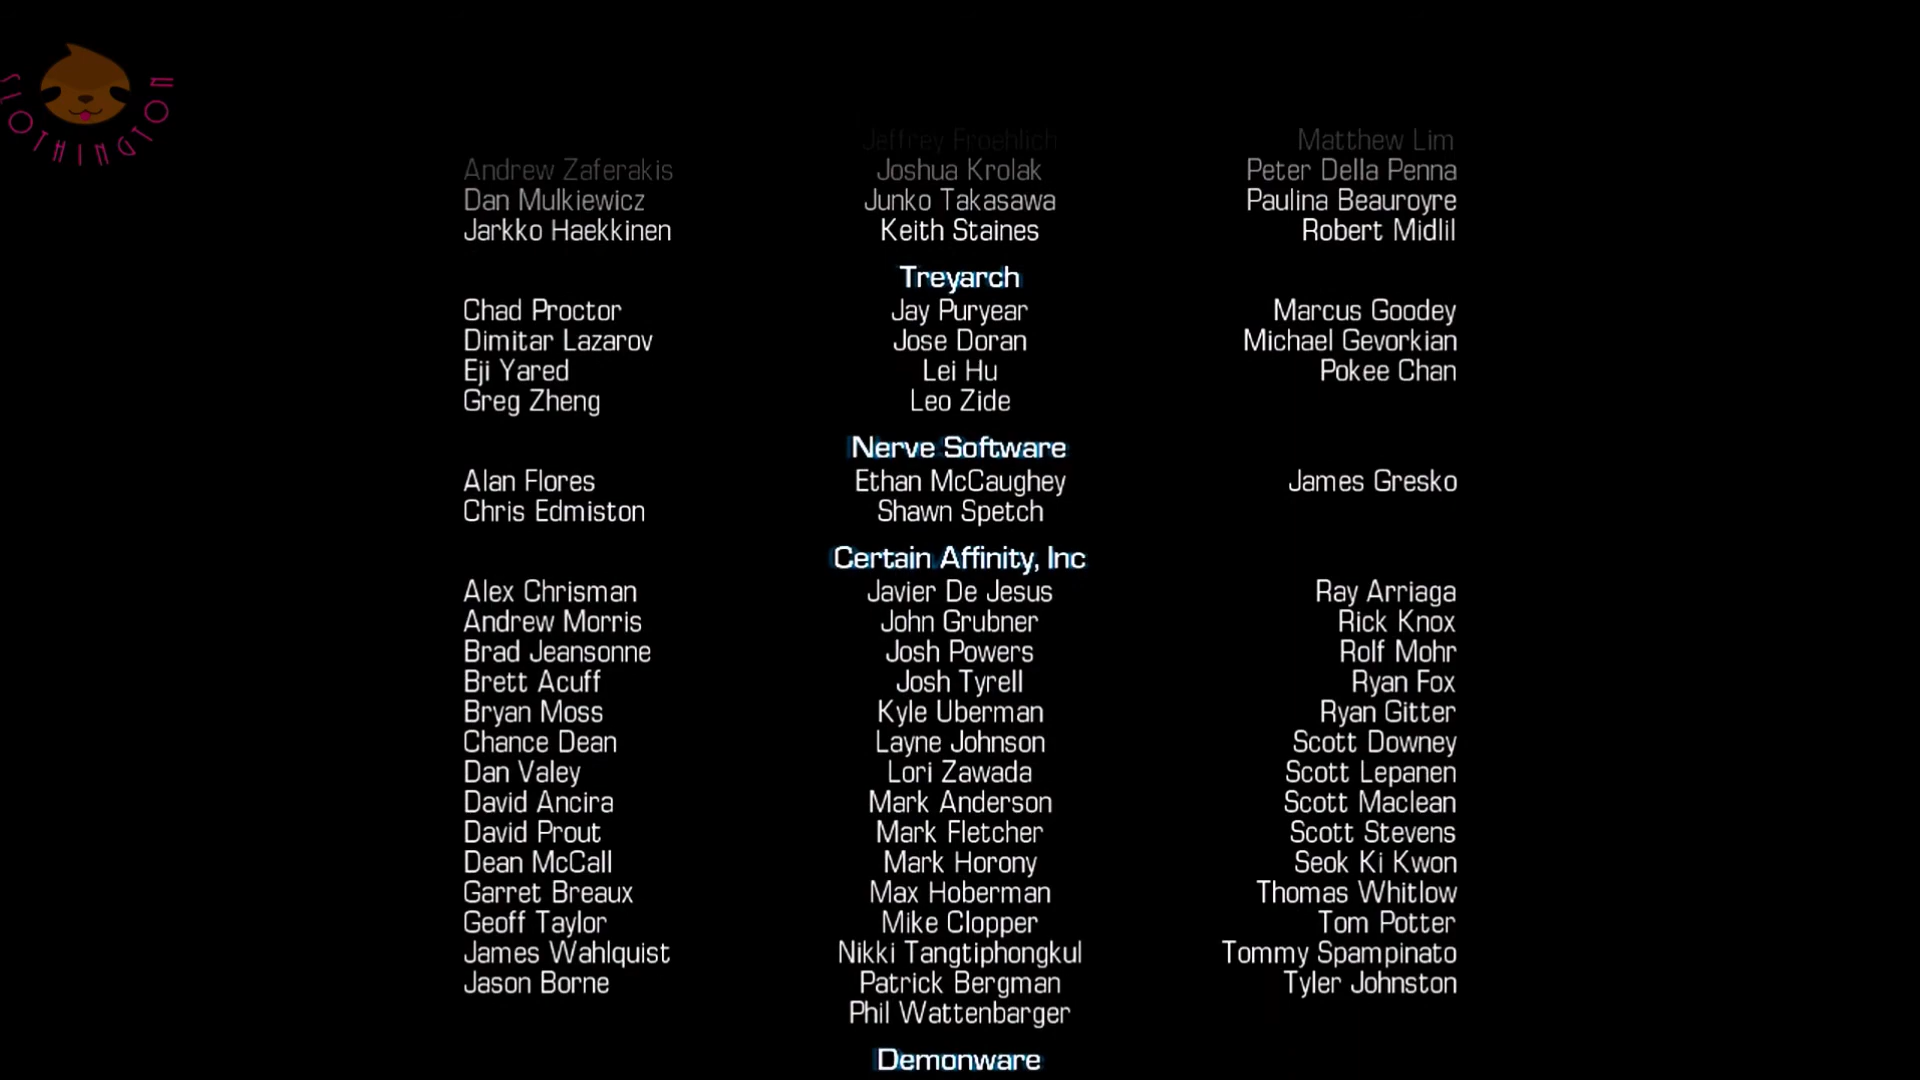 SLOTHINGTON
Jeffrey Froehlich Matthew Lim
Andrew Zaferakis Joshua Krolak Peter Della Penna
Dan Mulkiewicz Junko Takasawa Paulina Beauroyre
Jarkko Haekkinen Keith Staines Robert Midlil
Treyarch
Chad Proctor Jay Puryear Marcus Goodey
Dimitar Lazarov Jose Doran Michael Gevorkian
Eji Yared Lei Hu Pokee Chan
Greg Zheng Leo Zide
Nerve Software
Alan Flores Ethan McCaughey James Gresko
Chris Edmiston Shawn Spetch
Certain Affinity, Inc
Alex Chrisman Javier De Jesus Ray Arriaga
Andrew Morris John Grubner Rick Knox
Brad Jeansonne Josh Powers Rolf Mohr
Brett Acuff Josh Tyrell Ryan Fox
Bryan Moss Kyle Uberman Ryan Gitter
Chance Dean Layne Johnson Scott Downey
Dan Valey Lori Zawada Scott Lepanen
David Ancira Mark Anderson Scott Maclean
David Prout Mark Fletcher Scott Stevens
Dean McCall Mark Horony Seok Ki Kwon
Garret Breaux Max Hoberman Thomas Whitlow
Geoff Taylor Mike Clopper Tom Potter
James Wahlquist Nikki Tangtiphongkul Tommy Spampinato
Jason Borne Patrick Bergman Tyler Johnston
Phil Wattenbarger
Demonware